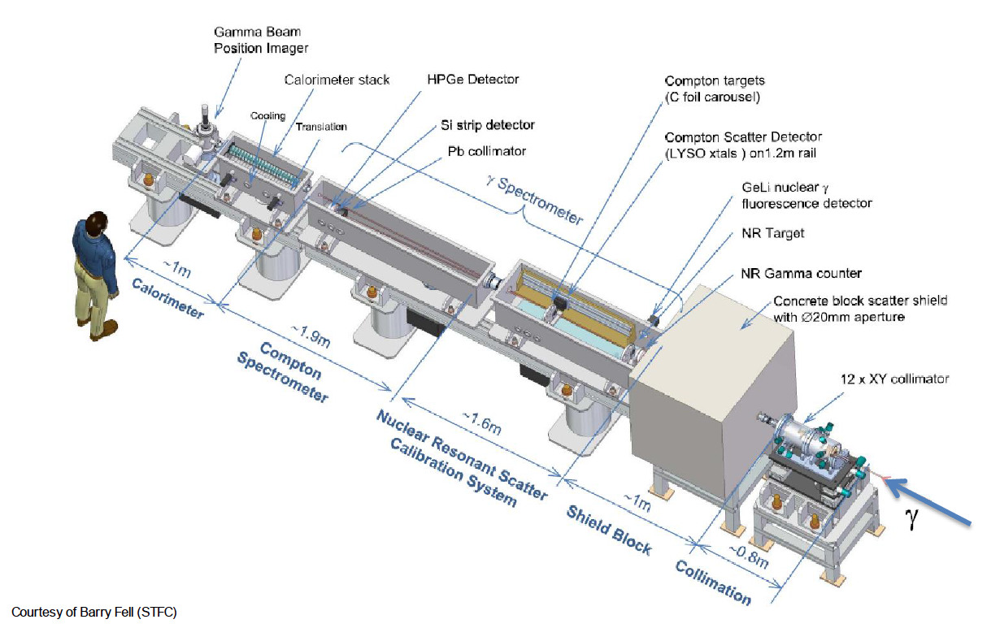 Gamma Beam
Position Imager
Calorimeter stack
HPGe Detector
Cooling
Translation
Si strip detector
Pb collimator
γ Spectrometer
Compton targets
(C foil carousel)
Compton Scatter Detector
(LYSO xtals ) on1.2m rail
GeLi nuclear γ
fluorescence detector
NR Target
NR Gamma counter
Concrete block scatter shield
with ∅20mm aperture
12 x XY collimator
~1m
Calorimeter
~1.9m
Compton
Spectrometer
~1.6m
Nuclear Resonant Scatter
Calibration System
~1m
Shield Block
~0.8m
Collimation
γ
Courtesy of Barry Fell (STFC)